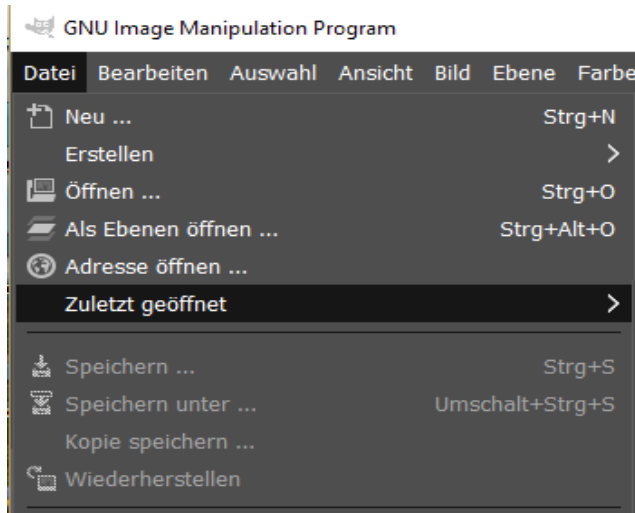 GNU Image Manipulation Program
Datei Bearbeiten Auswahl Ansicht Bild Ebene Farbe
Neu ... Strg+N
Erstellen
Öffnen ... Strg+O
Als Ebenen öffnen ... Strg+Alt+O
Adresse öffnen ...
Zuletzt geöffnet
Speichern ... Strg+S
Speichern unter ... Umschalt+Strg+S
Kopie speichern ...
Wiederherstellen